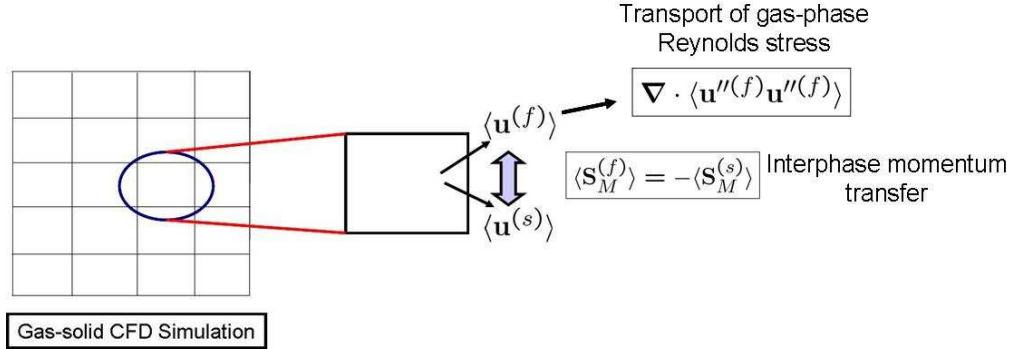 Transport of gas-phase
Reynolds stress
∇ · ⟨u''(f)u''(f)⟩
⟨u(f)⟩
⟨S_M^(f)⟩ = −⟨S_M^(s)⟩
Interphase momentum
transfer
⟨u(s)⟩
Gas-solid CFD Simulation